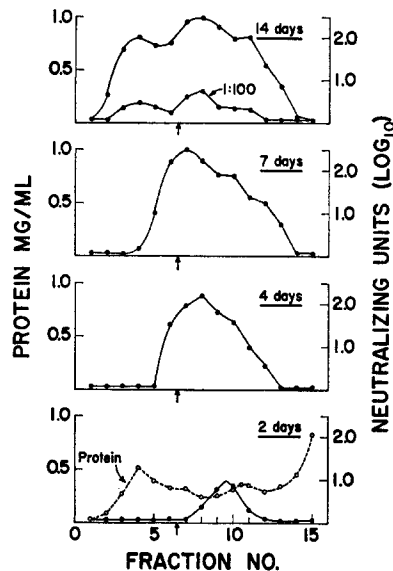 PROTEIN MG/ML
NEUTRALIZING UNITS (LOG10)
1.0
0.5
2.0
1.0
14 days
1:100
1.0
0.5
2.0
1.0
7 days
1.0
0.5
2.0
1.0
4 days
1.0
0.5
2.0
1.0
2 days
Protein
0 5 10 15
FRACTION NO.